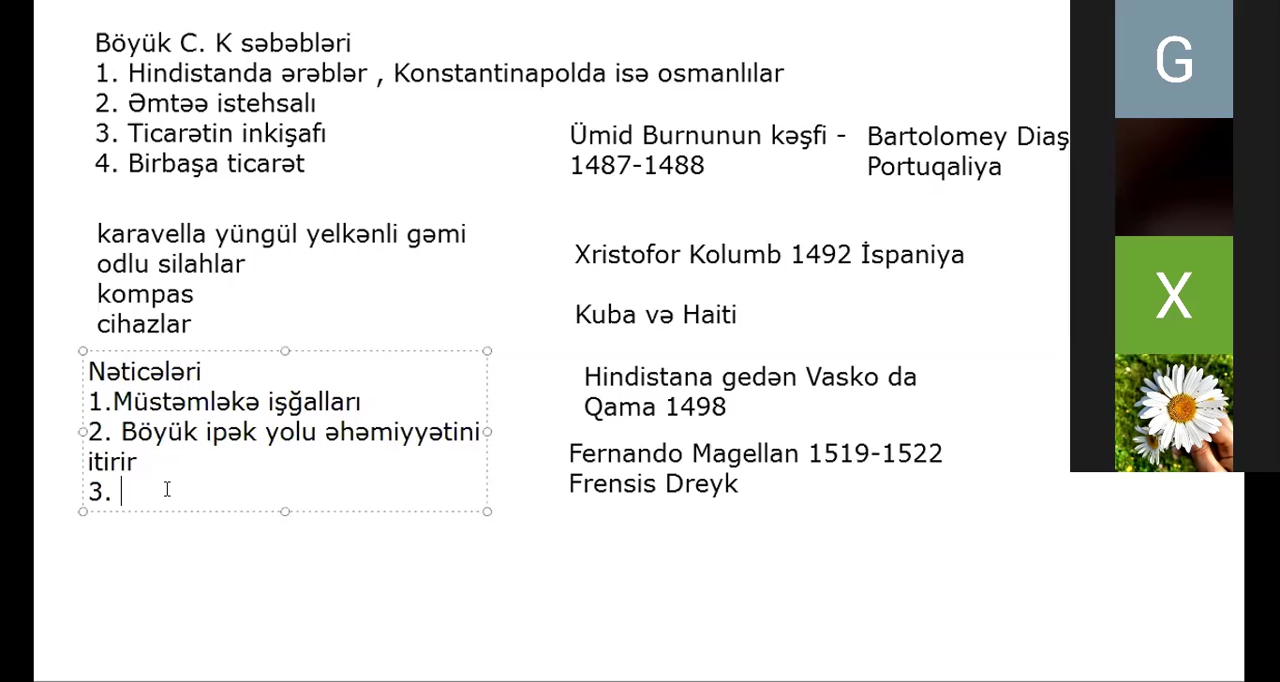 Böyük C. K səbəbləri
1. Hindistanda ərəblər , Konstantinapolda isə osmanlılar
2. Əmtəə istehsalı
3. Ticarətin inkişafı
4. Birbaşa ticarət
karavella yüngül yelkənli gəmi
odlu silahlar
kompas
cihazlar
Nəticələri
1.Müstəmləkə işğalları
2. Böyük ipək yolu əhəmiyyətini
itirir
3.
Ümid Burnunun kəşfi -
1487-1488
Bartolomey Diaş
Portuqaliya
Xristofor Kolumb 1492 İspaniya
Kuba və Haiti
Hindistana gedən Vasko da
Qama 1498
Fernando Magellan 1519-1522
Frensis Dreyk
G
X